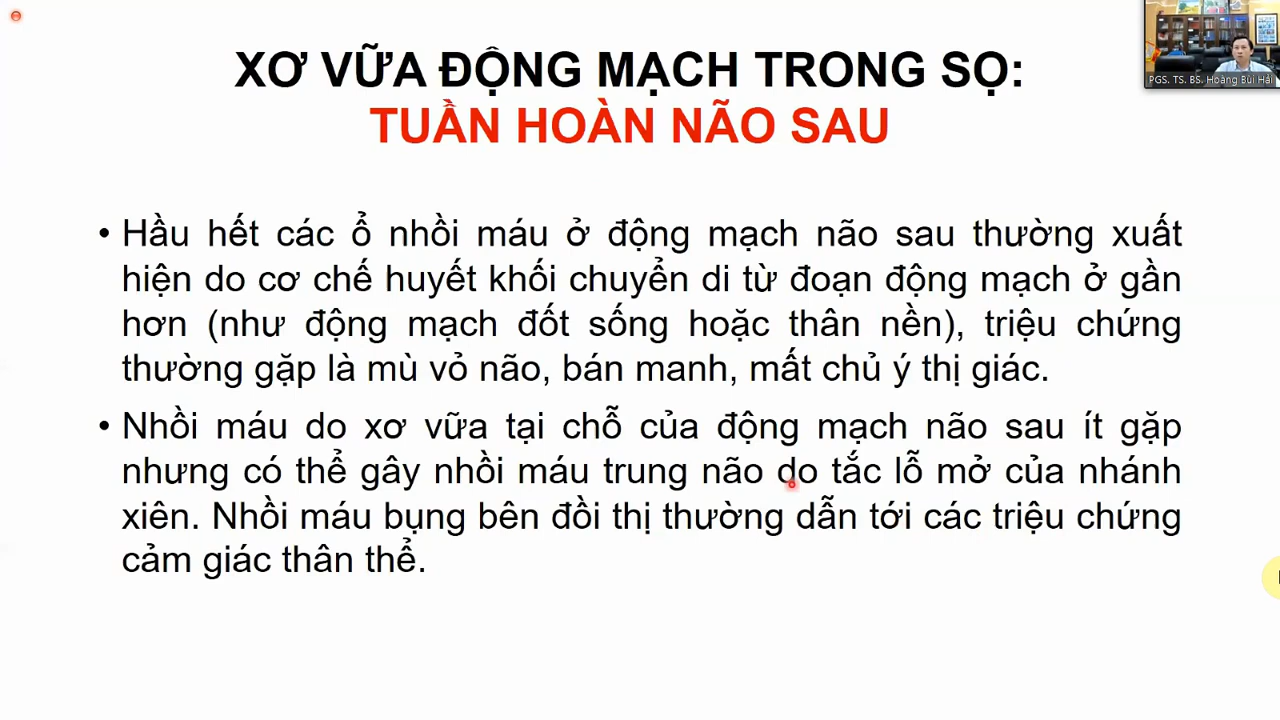 XƠ VỮA ĐỘNG MẠCH TRONG SỌ:
TUẦN HOÀN NÃO SAU
PGS. TS. BS. Hoàng Bùi Hải
• Hầu hết các ổ nhồi máu ở động mạch não sau thường xuất
hiện do cơ chế huyết khối chuyển di từ đoạn động mạch ở gần
hơn (như động mạch đốt sống hoặc thân nền), triệu chứng
thường gặp là mù vỏ não, bán manh, mất chủ ý thị giác.
• Nhồi máu do xơ vữa tại chỗ của động mạch não sau ít gặp
nhưng có thể gây nhồi máu trung não do tắc lỗ mở của nhánh
xiên. Nhồi máu bụng bên đồi thị thường dẫn tới các triệu chứng
cảm giác thân thể.